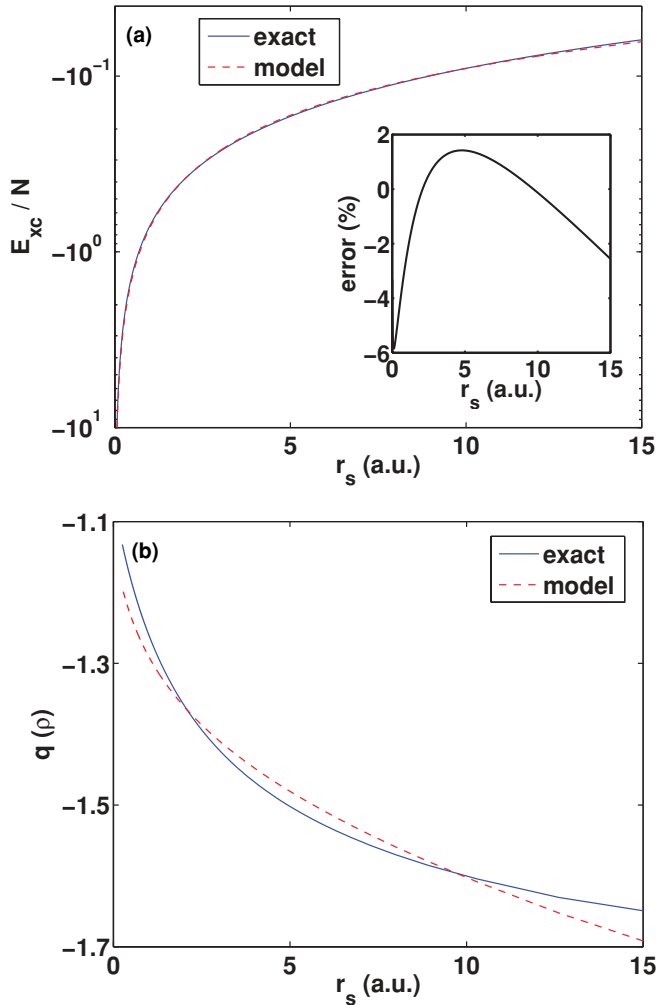 (a)
exact
model
-10^-1
-10^0
-10^1
E_xc / N
0
5
10
15
r_s (a.u.)
2
0
-2
-4
-6
error (%)
0
5
10
15
r_s (a.u.)
(b)
exact
model
-1.1
-1.3
-1.5
-1.7
q (ρ)
0
5
10
15
r_s (a.u.)